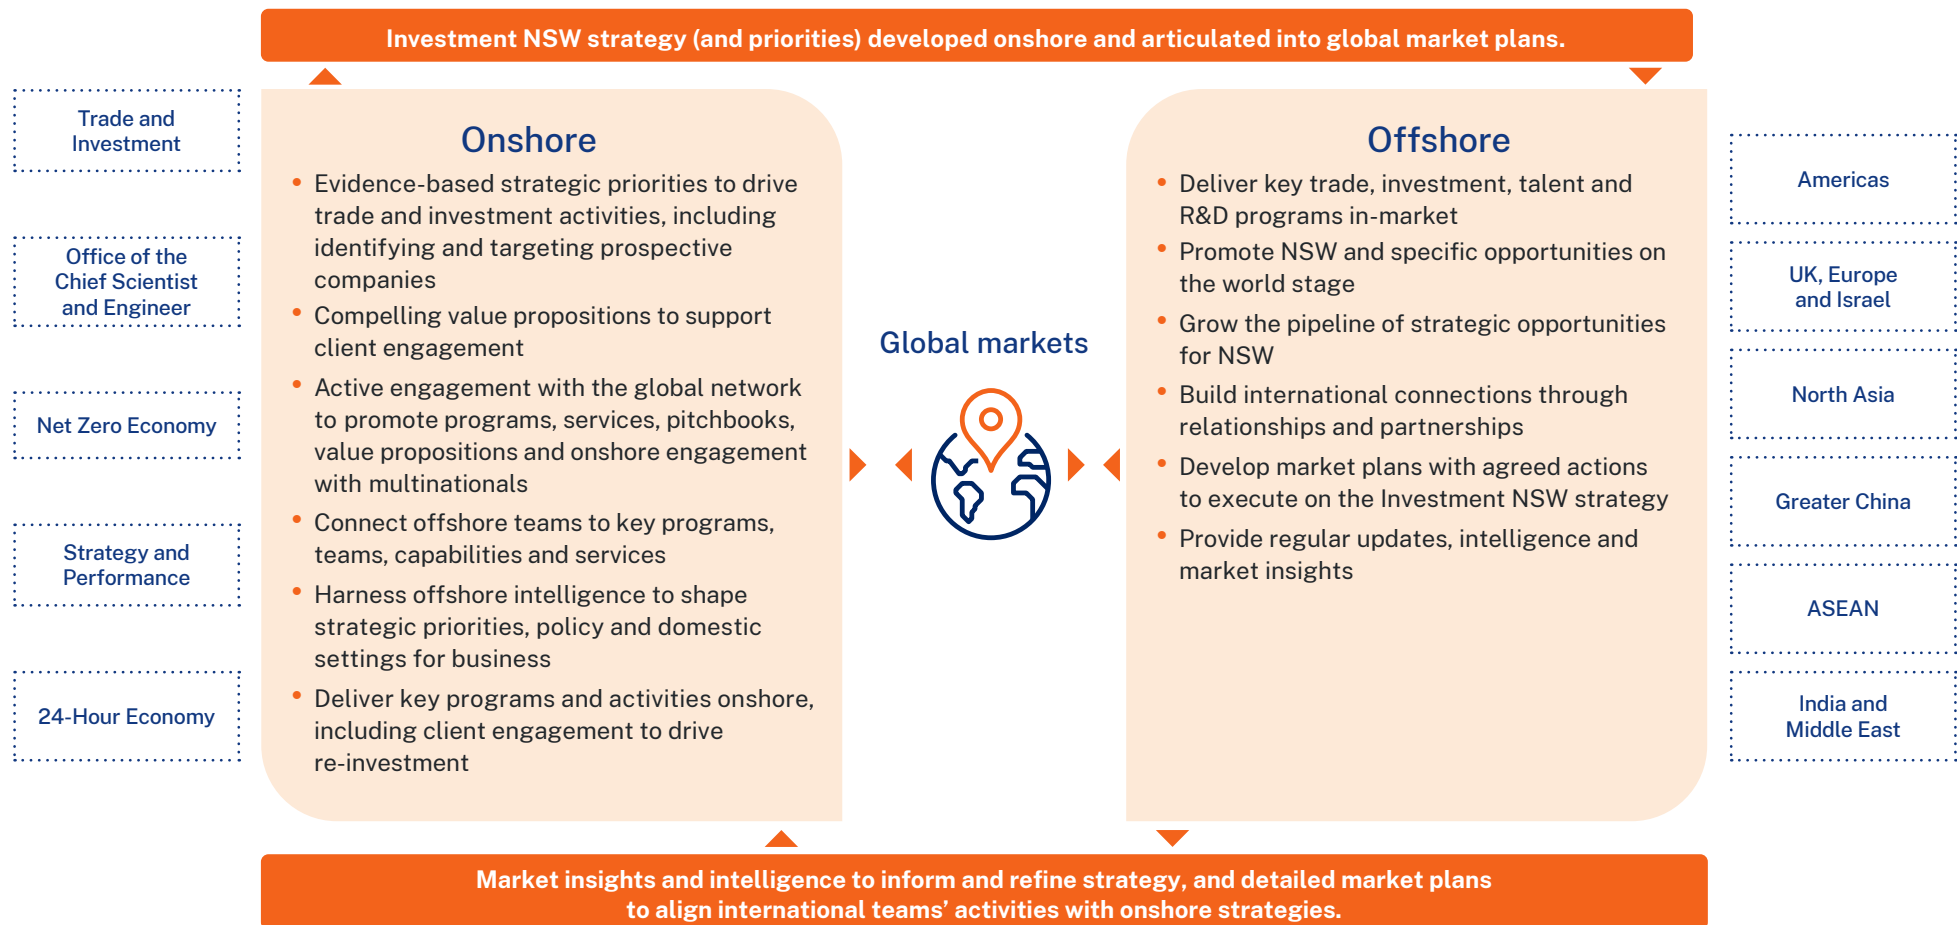 Investment NSW strategy (and priorities) developed onshore and articulated into global market plans.
Trade and
Investment
Office of the
Chief Scientist
and Engineer
Net Zero Economy
Strategy and
Performance
24-Hour Economy
Onshore
• Evidence-based strategic priorities to drive
trade and investment activities, including
identifying and targeting prospective
companies
• Compelling value propositions to support
client engagement
• Active engagement with the global network
to promote programs, services, pitchbooks,
value propositions and onshore engagement
with multinationals
• Connect offshore teams to key programs,
teams, capabilities and services
• Harness offshore intelligence to shape
strategic priorities, policy and domestic
settings for business
• Deliver key programs and activities onshore,
including client engagement to drive
re-investment
Global markets
Offshore
• Deliver key trade, investment, talent and
R&D programs in-market
• Promote NSW and specific opportunities on
the world stage
• Grow the pipeline of strategic opportunities
for NSW
• Build international connections through
relationships and partnerships
• Develop market plans with agreed actions
to execute on the Investment NSW strategy
• Provide regular updates, intelligence and
market insights
Americas
UK, Europe
and Israel
North Asia
Greater China
ASEAN
India and
Middle East
Market insights and intelligence to inform and refine strategy, and detailed market plans
to align international teams’ activities with onshore strategies.